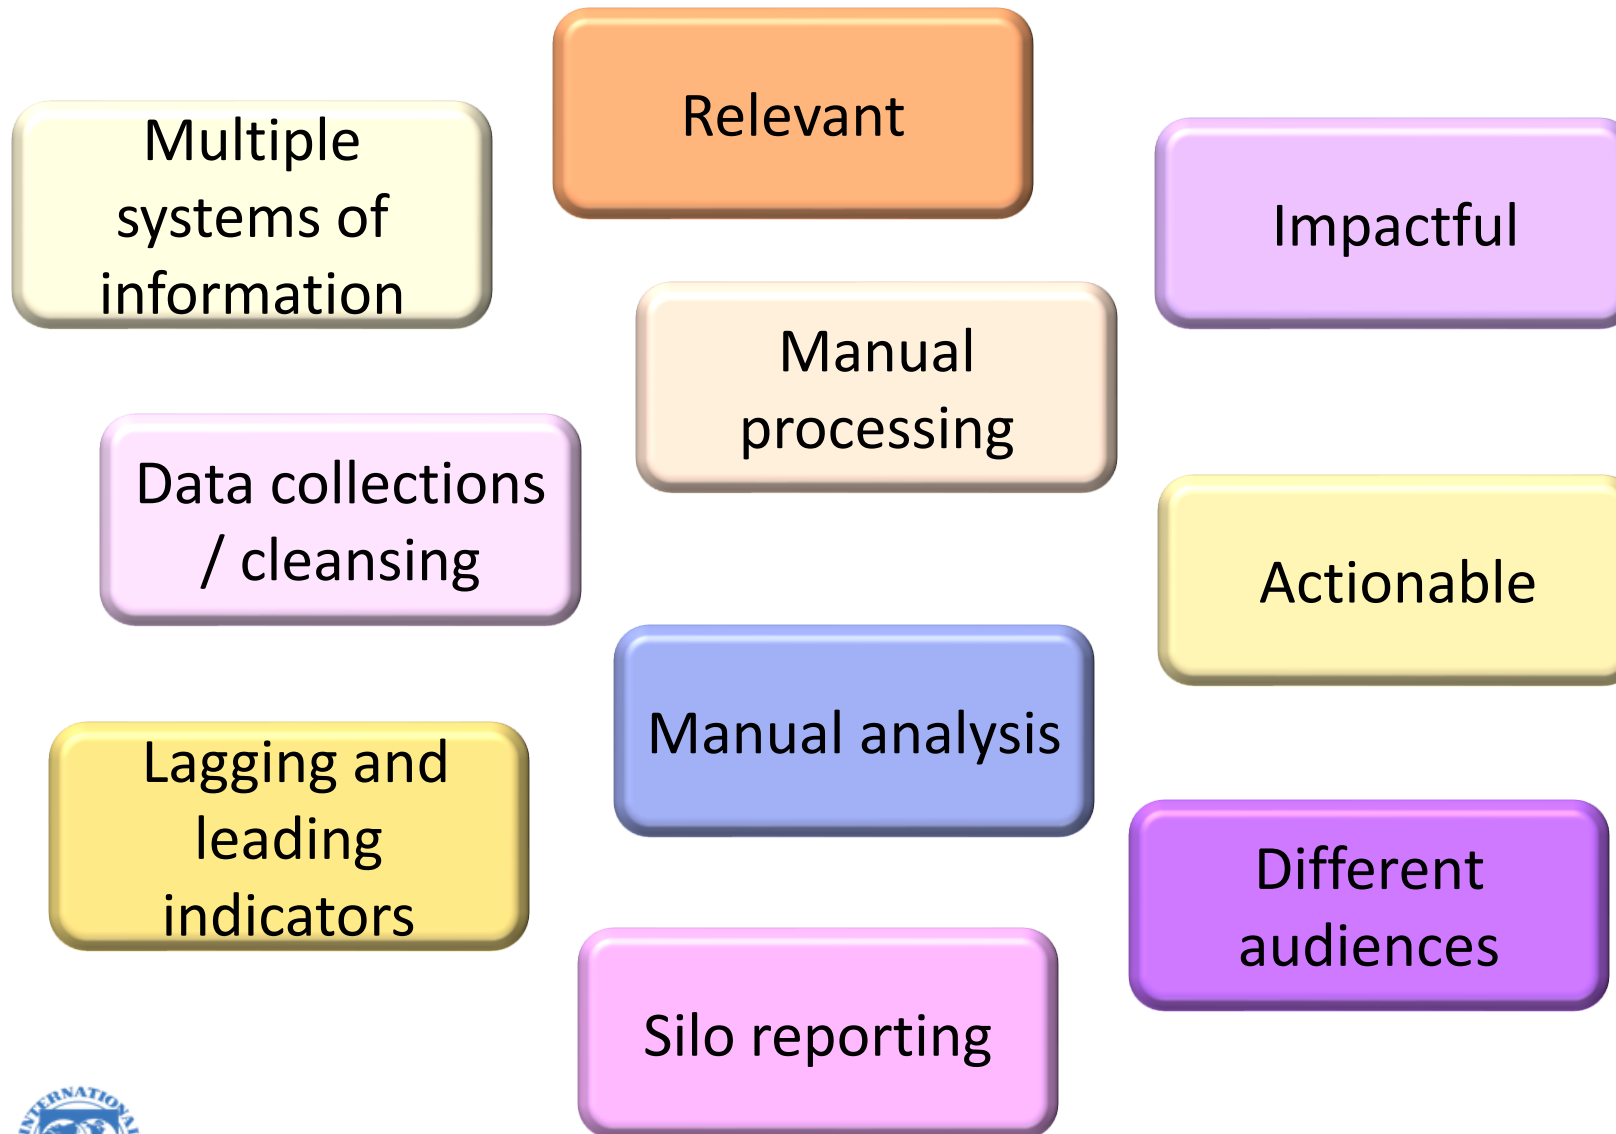 Relevant
Multiple
systems of
information
Impactful
Manual
processing
Data collections
/ cleansing
Actionable
Manual analysis
Lagging and
leading
indicators
Different
audiences
Silo reporting
INTERNATIONAL